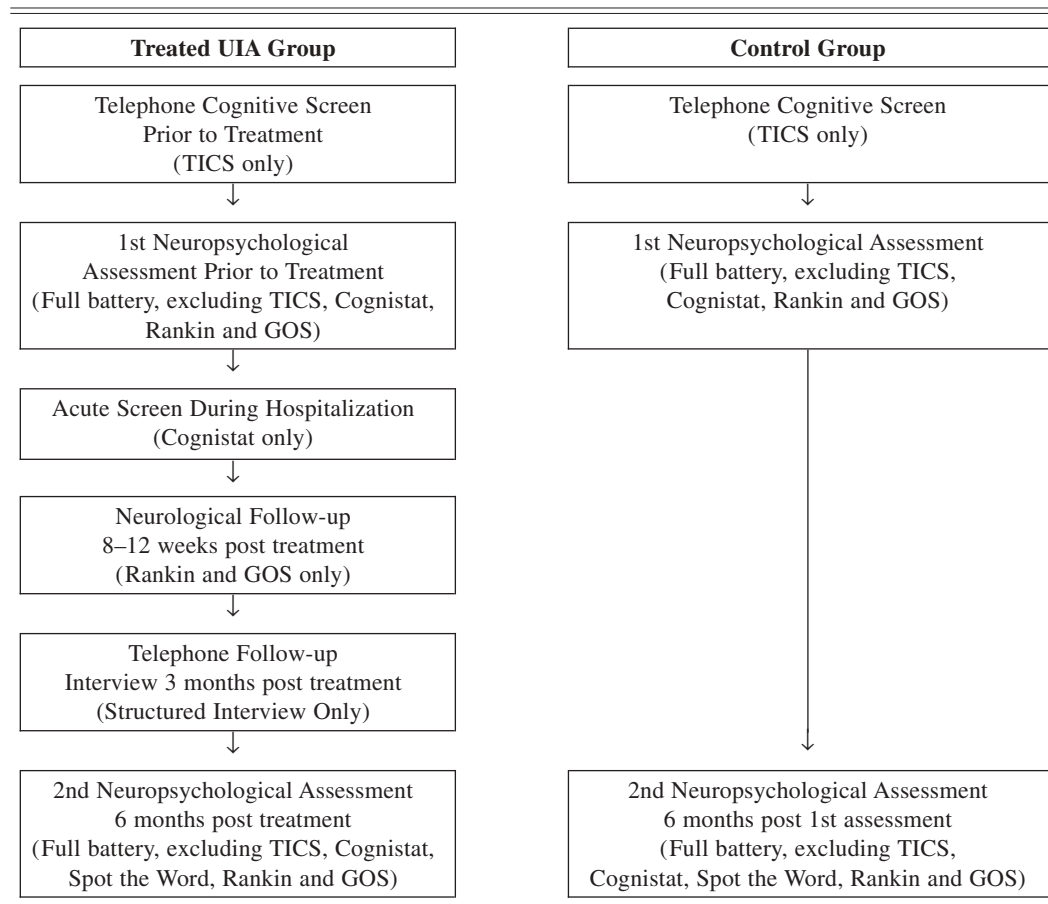 Treated UIA Group
Telephone Cognitive Screen
Prior to Treatment
(TICS only)
1st Neuropsychological
Assessment Prior to Treatment
(Full battery, excluding TICS, Cognistat,
Rankin and GOS)
Acute Screen During Hospitalization
(Cognistat only)
Neurological Follow-up
8–12 weeks post treatment
(Rankin and GOS only)
Telephone Follow-up
Interview 3 months post treatment
(Structured Interview Only)
2nd Neuropsychological Assessment
6 months post treatment
(Full battery, excluding TICS, Cognistat,
Spot the Word, Rankin and GOS)
Control Group
Telephone Cognitive Screen
(TICS only)
1st Neuropsychological Assessment
(Full battery, excluding TICS,
Cognistat, Rankin and GOS)
2nd Neuropsychological Assessment
6 months post 1st assessment
(Full battery, excluding TICS,
Cognistat, Spot the Word, Rankin and GOS)